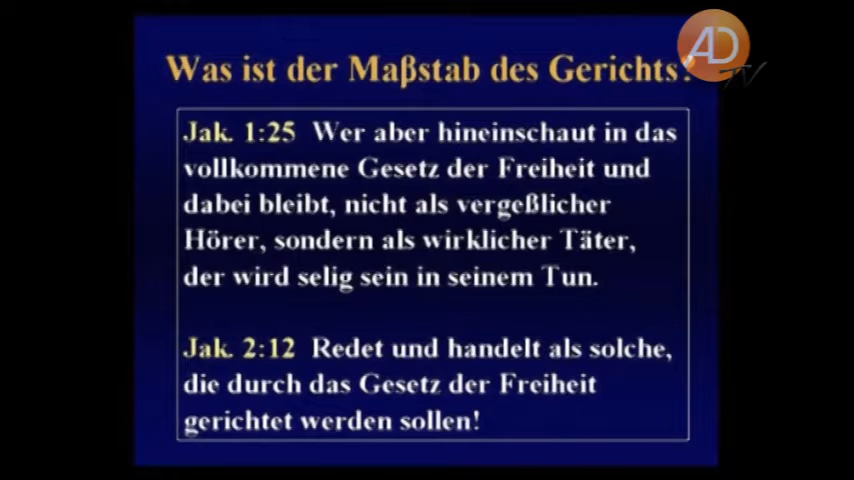 Was ist der Maβstab des Gerichts?
AD
TV
Jak. 1:25 Wer aber hineinschaut in das
vollkommene Gesetz der Freiheit und
dabei bleibt, nicht als vergeßlicher
Hörer, sondern als wirklicher Täter,
der wird selig sein in seinem Tun.
Jak. 2:12 Redet und handelt als solche,
die durch das Gesetz der Freiheit
gerichtet werden sollen!